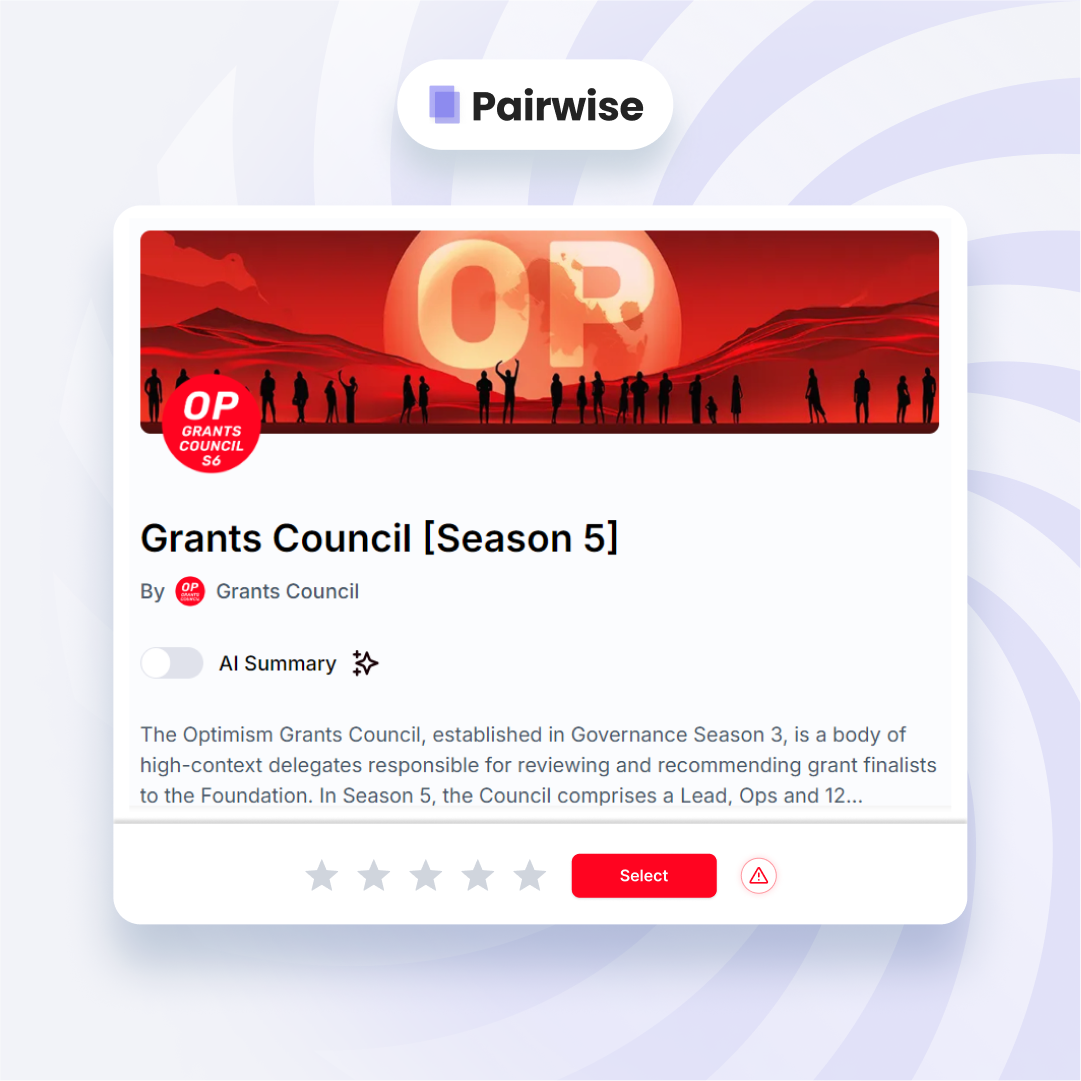 Pairwise
OP
OP
GRANTS
COUNCIL
S6
Grants Council [Season 5]
By OP GRANTS COUNCIL Grants Council
AI Summary
The Optimism Grants Council, established in Governance Season 3, is a body of
high-context delegates responsible for reviewing and recommending grant finalists
to the Foundation. In Season 5, the Council comprises a Lead, Ops and 12...
Select